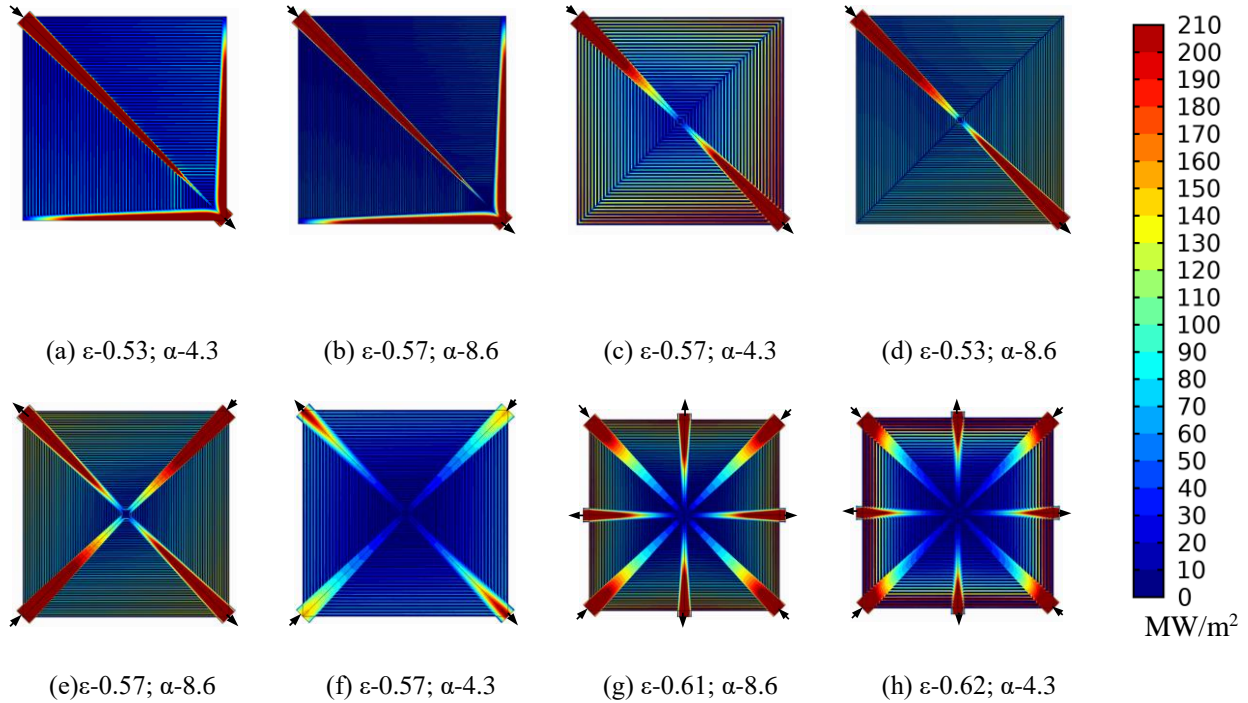 210
200
190
180
170
160
150
140
130
120
110
100
90
80
70
60
50
40
30
20
10
0
MW/m²
(a) ε-0.53; α-4.3
(b) ε-0.57; α-8.6
(c) ε-0.57; α-4.3
(d) ε-0.53; α-8.6
(e)ε-0.57; α-8.6
(f) ε-0.57; α-4.3
(g) ε-0.61; α-8.6
(h) ε-0.62; α-4.3